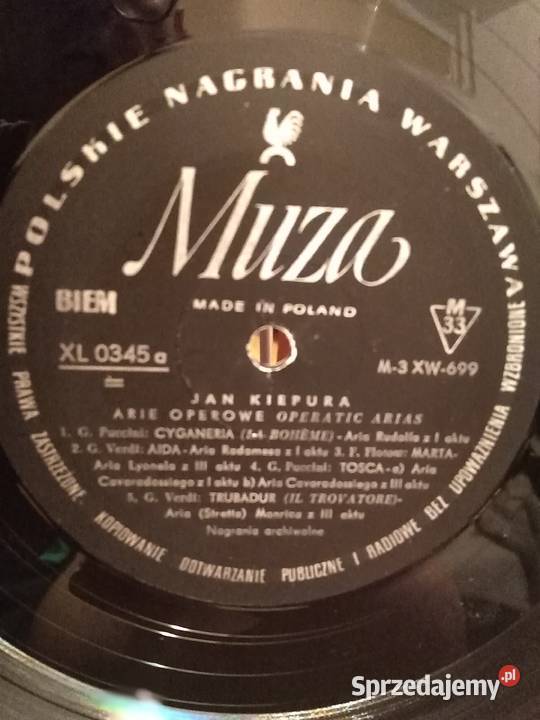 POLSKIE NAGRANIA WARSZAWA
Muza
BIEM
MADE IN POLAND
M
33
XL 0345 a
M-3 XW-699
JAN KIEPURA
ARIE OPEROWE OPERATIC ARIAS
1. G. Puccini: CYGANERIA (LA BOHÈME)-Aria Rudolfa z I aktu
2. G. Verdi: AIDA-Aria Radamesa z I aktu 3. F. Flotow: MARTA-
Aria Lyonela z III aktu 4. G. Puccini: TOSCA-a) Aria
Cavaradossiego z I aktu b) Aria Cavaradossiego z III aktu
5. G. Verdi: TRUBADUR (IL TROVATORE)-
Aria (Stretta) Manrica z III aktu
Nagrania archiwalne
WSZYSTKIE PRAWA ZASTRZEŻONE. KOPIOWANIE ODTWARZANIE PUBLICZNE I RADIOWE BEZ UPOWAŻNIENIA WZBRONIONE
Sprzedajemy.pl